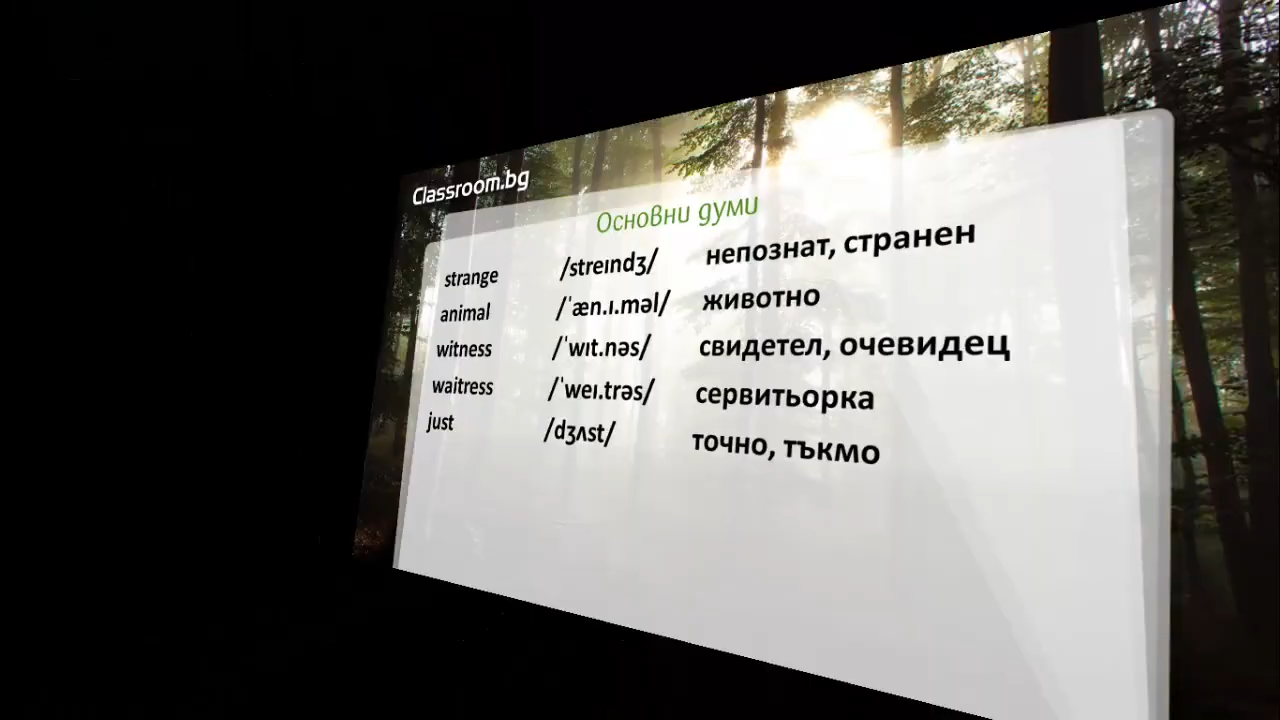 Classroom.bg
Основни думи
strange /streɪndʒ/ непознат, странен
animal /ˈæn.ɪ.məl/ животно
witness /ˈwɪt.nəs/ свидетел, очевидец
waitress /ˈweɪ.trəs/ сервитьорка
just /dʒʌst/ точно, тъкмо